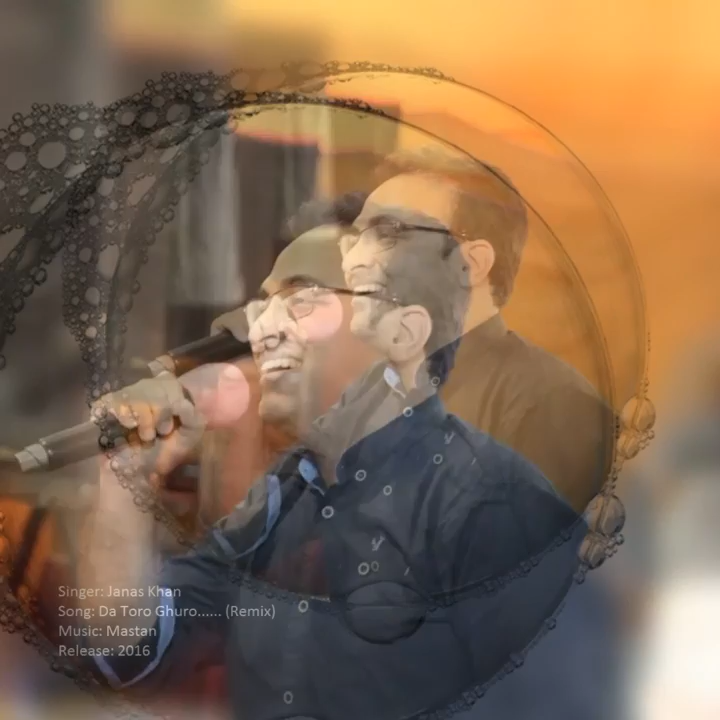 Singer: Janas Khan
Song: Da Toro Ghuro...... (Remix)
Music: Mastan
Release: 2016